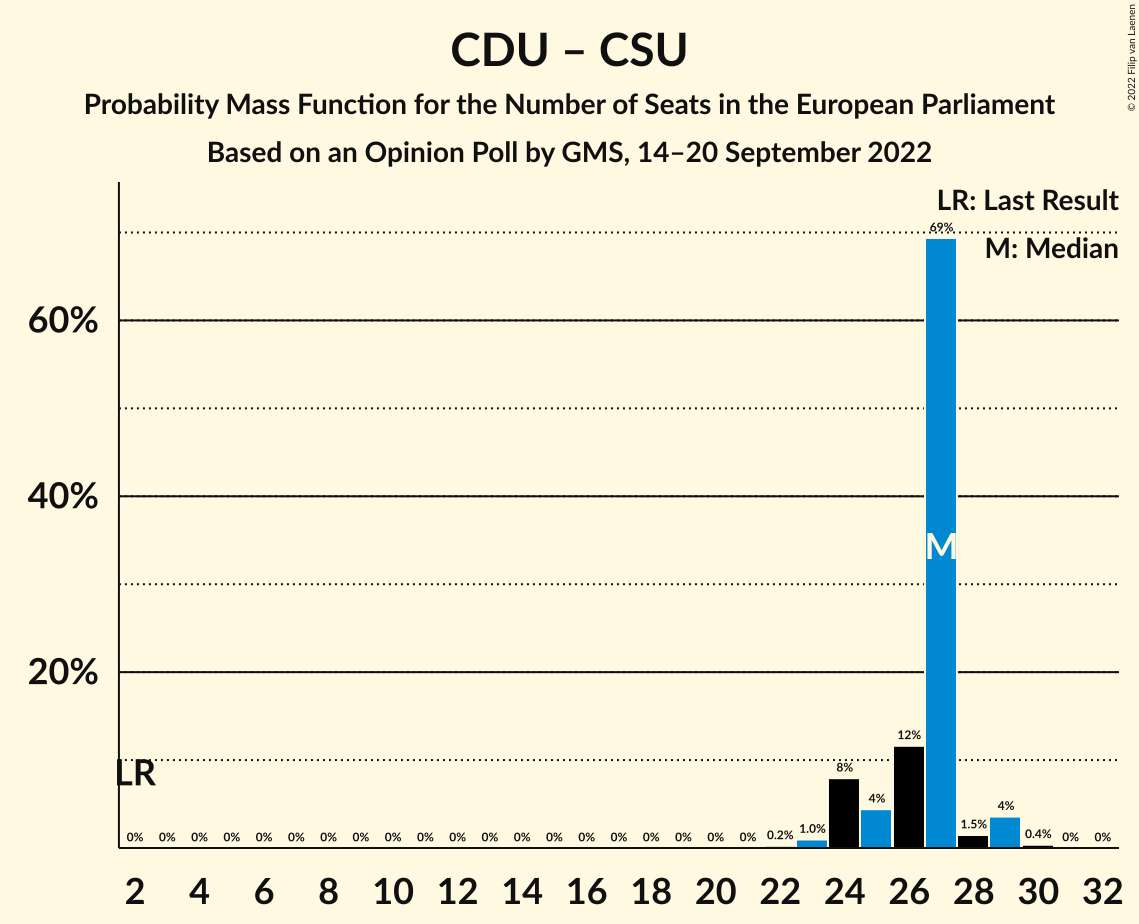 CDU – CSU
Probability Mass Function for the Number of Seats in the European Parliament
Based on an Opinion Poll by GMS, 14–20 September 2022
© 2022 Filip van Laenen
LR: Last Result
M: Median
69%
60%
40%
M
20%
LR
12%
8%
4%
0% 0% 0% 0% 0% 0% 0% 0% 0% 0% 0% 0% 0% 0% 0% 0% 0% 0% 0% 0% 0.2% 1.0% 1.5% 4% 0.4% 0% 0%
2 4 6 8 10 12 14 16 18 20 22 24 26 28 30 32